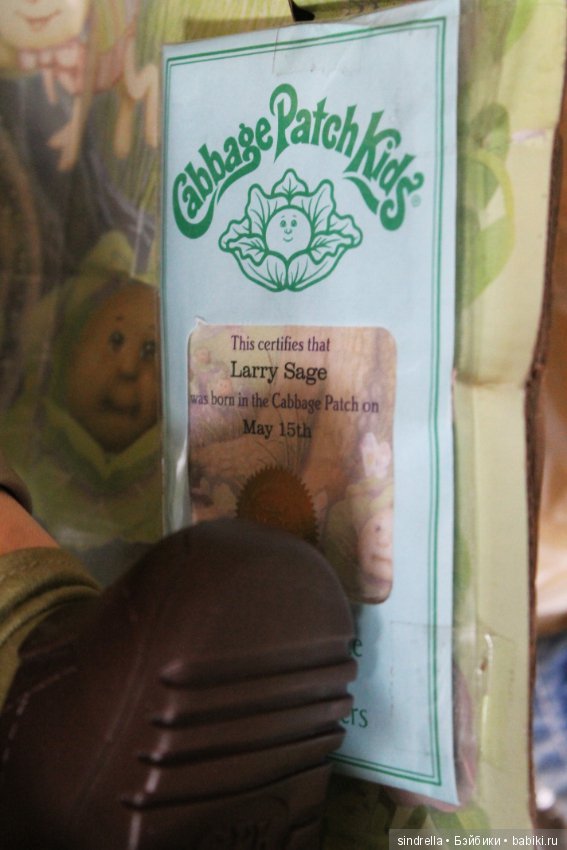 Cabbage Patch Kids®
This certifies that
Larry Sage
was born in the Cabbage Patch on
May 15th
sindrella • Бэйбики • babiki.ru